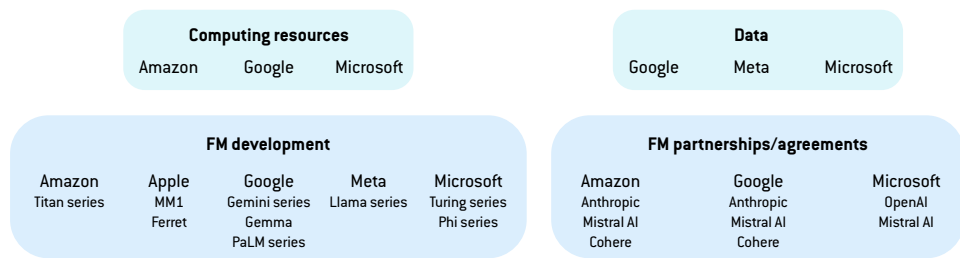 Computing resources
Amazon Google Microsoft
Data
Google Meta Microsoft
FM development
Amazon Apple Google Meta Microsoft
Titan series MM1 Gemini series Llama series Turing series
Ferret Gemma Phi series
PaLM series
FM partnerships/agreements
Amazon Google Microsoft
Anthropic Anthropic OpenAI
Mistral AI Mistral AI Mistral AI
Cohere Cohere